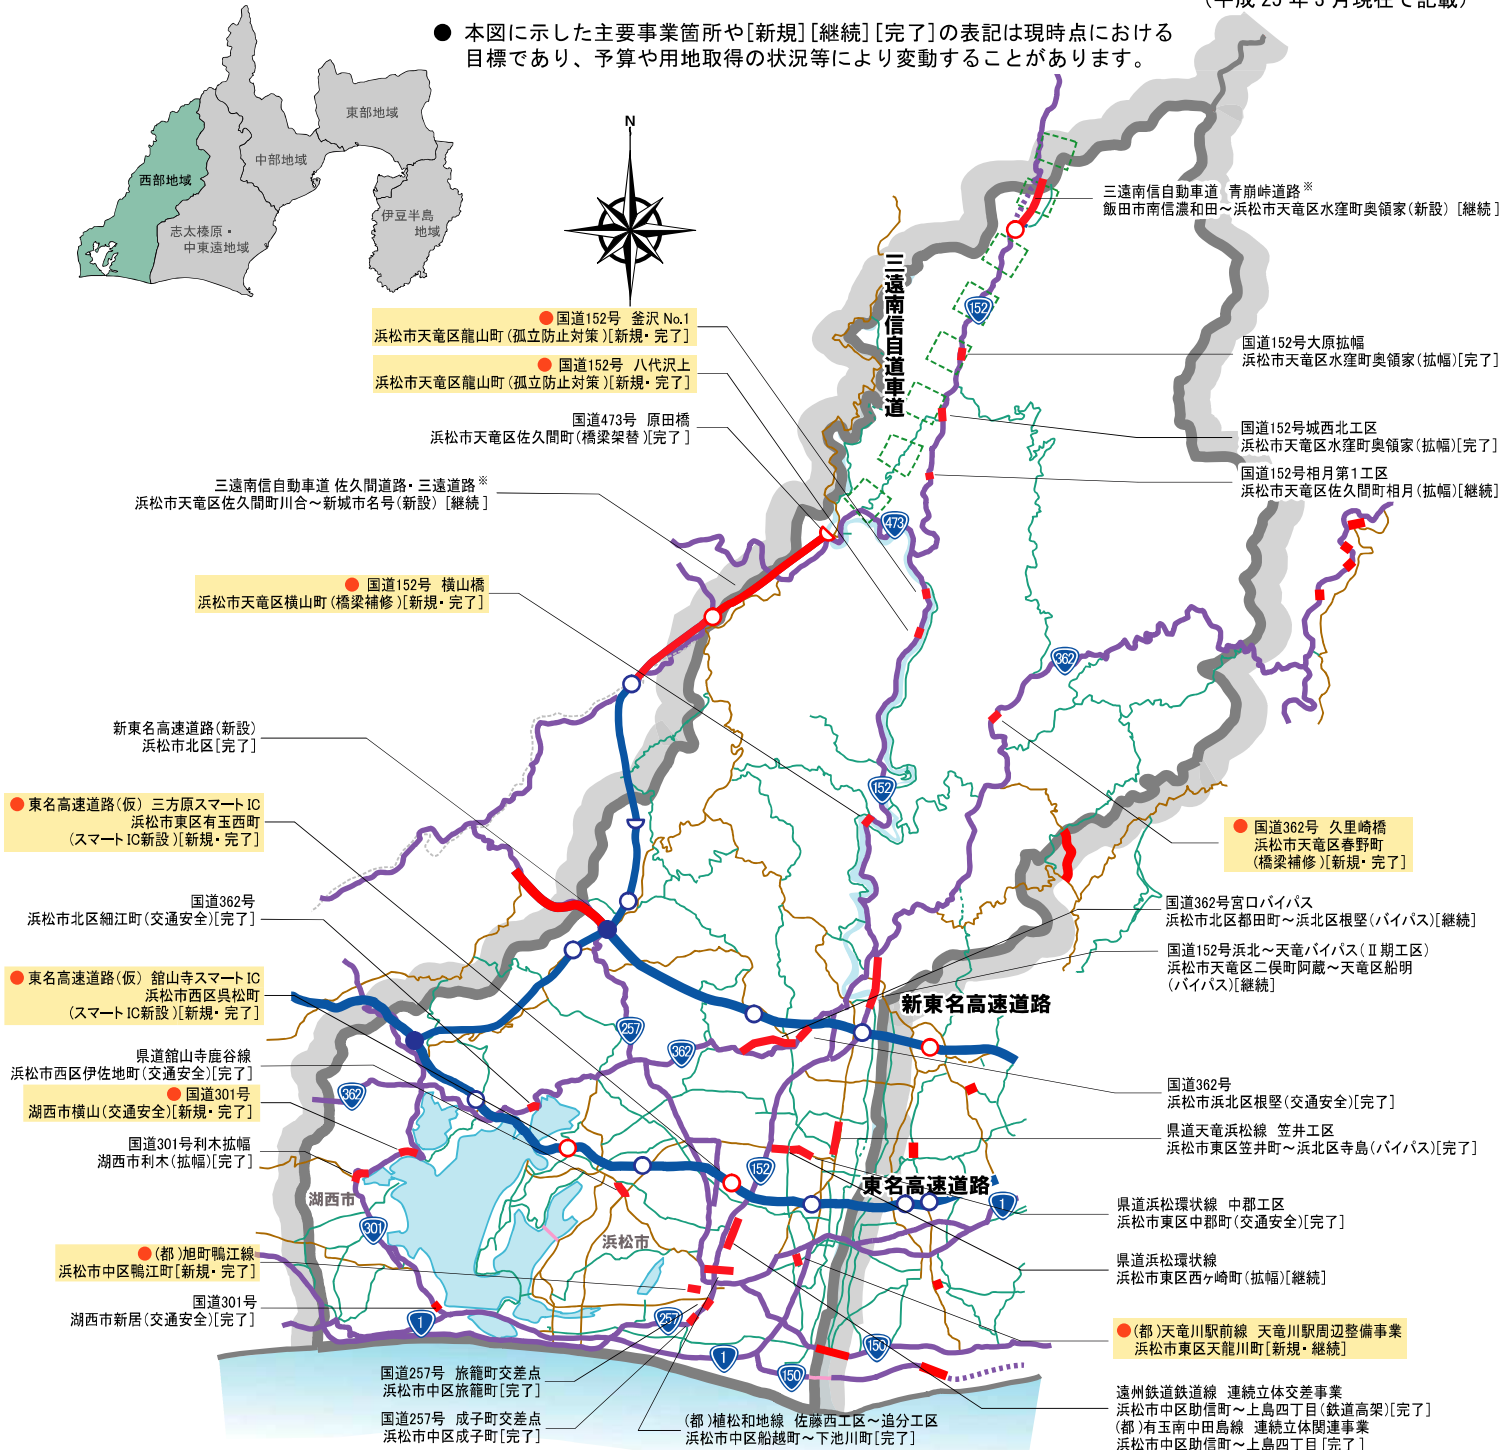 (平成 25 年 3 月現在で記載)
● 本図に示した主要事業箇所や[新規][継続][完了]の表記は現時点における
目標であり、予算や用地取得の状況等により変動することがあります。
東部地域
中部地域
西部地域
伊豆半島
地域
志太榛原・
中東遠地域
N
三遠南信自動車道 青崩峠道路※
飯田市南信濃和田～浜松市天竜区水窪町奥領家(新設) [継続]
三遠南信自道車道
● 国道152号 釜沢 No.1
浜松市天竜区龍山町(孤立防止対策)[新規・完了]
● 国道152号 八代沢上
浜松市天竜区龍山町(孤立防止対策)[新規・完了]
国道473号 原田橋
浜松市天竜区佐久間町(橋梁架替)[完了]
三遠南信自動車道 佐久間道路・三遠道路※
浜松市天竜区佐久間町川合～新城市名号(新設) [継続]
● 国道152号 横山橋
浜松市天竜区横山町(橋梁補修)[新規・完了]
152
国道152号大原拡幅
浜松市天竜区水窪町奥領家(拡幅)[完了]
国道152号城西北工区
浜松市天竜区水窪町奥領家(拡幅)[完了]
国道152号相月第1工区
浜松市天竜区佐久間町相月(拡幅)[継続]
473
362
新東名高速道路(新設)
浜松市北区[完了]
● 東名高速道路(仮) 三方原スマートIC
浜松市東区有玉西町
(スマートIC新設)[新規・完了]
152
● 国道362号 久里崎橋
浜松市天竜区春野町
(橋梁補修)[新規・完了]
国道362号
浜松市北区細江町(交通安全)[完了]
国道362号宮口バイパス
浜松市北区都田町～浜北区根堅(バイパス)[継続]
国道152号浜北～天竜バイパス(Ⅱ期工区)
浜松市天竜区二俣町阿蔵～天竜区船明
(バイパス)[継続]
● 東名高速道路(仮) 舘山寺スマートIC
浜松市西区呉松町
(スマートIC新設)[新規・完了]
新東名高速道路
257
362
県道舘山寺鹿谷線
浜松市西区伊佐地町(交通安全)[完了]
● 国道301号
湖西市横山(交通安全)[新規・完了]
362
国道362号
浜松市浜北区根堅(交通安全)[完了]
国道301号利木拡幅
湖西市利木(拡幅)[完了]
県道天竜浜松線 笠井工区
浜松市東区笠井町～浜北区寺島(バイパス)[完了]
152
東名高速道路
湖西市
301
1
県道浜松環状線 中郡工区
浜松市東区中郡町(交通安全)[完了]
浜松市
● (都)旭町鴨江線
浜松市中区鴨江町[新規・完了]
県道浜松環状線
浜松市東区西ヶ崎町(拡幅)[継続]
国道301号
湖西市新居(交通安全)[完了]
1
257
● (都)天竜川駅前線 天竜川駅周辺整備事業
浜松市東区天龍川町[新規・継続]
150
1
150
国道257号 旅籠町交差点
浜松市中区旅籠町[完了]
国道257号 成子町交差点
浜松市中区成子町[完了]
(都)植松和地線 佐藤西工区～追分工区
浜松市中区船越町～下池川町[完了]
遠州鉄道鉄道線 連続立体交差事業
浜松市中区助信町～上島四丁目(鉄道高架)[完了]
(都)有玉南中田島線 連続立体関連事業
浜松市中区助信町～上島四丁目[完了]